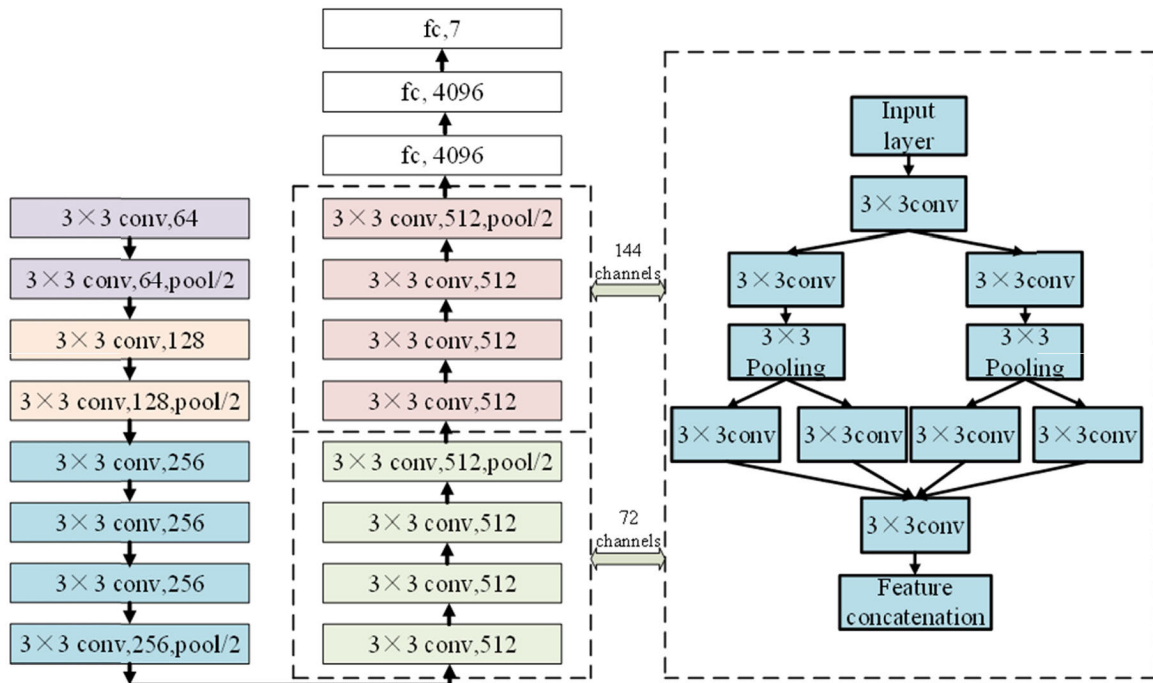 3×3 conv,64
3×3 conv,64,pool/2
3×3 conv,128
3×3 conv,128,pool/2
3×3 conv,256
3×3 conv,256
3×3 conv,256
3×3 conv,256,pool/2
fc,7
fc, 4096
fc, 4096
3×3 conv,512,pool/2
3×3 conv,512
3×3 conv,512
3×3 conv,512
3×3 conv,512,pool/2
3×3 conv,512
3×3 conv,512
3×3 conv,512
144
channels
72
channels
Input
layer
3×3conv
3×3conv
3×3conv
3×3
Pooling
3×3
Pooling
3×3conv
3×3conv
3×3conv
3×3conv
3×3conv
Feature
concatenation